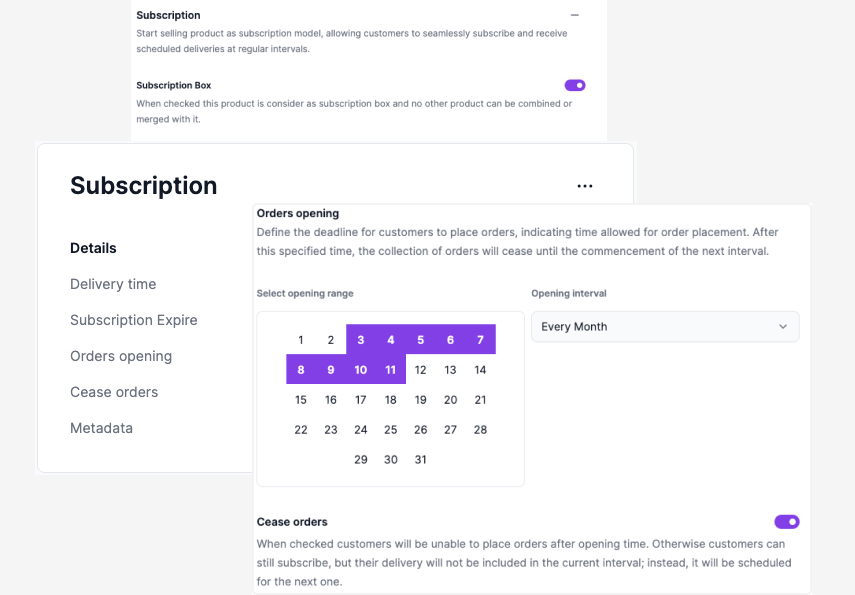 Subscription
Start selling product as subscription model, allowing customers to seamlessly subscribe and receive
scheduled deliveries at regular intervals.
Subscription Box
When checked this product is consider as subscription box and no other product can be combined or
merged with it.
Subscription
Details
Delivery time
Subscription Expire
Orders opening
Cease orders
Metadata
Orders opening
Define the deadline for customers to place orders, indicating time allowed for order placement. After
this specified time, the collection of orders will cease until the commencement of the next interval.
Select opening range
Opening interval
Every Month
1 2 3 4 5 6 7
8 9 10 11 12 13 14
15 16 17 18 19 20 21
22 23 24 25 26 27 28
29 30 31
Cease orders
When checked customers will be unable to place orders after opening time. Otherwise customers can
still subscribe, but their delivery will not be included in the current interval; instead, it will be scheduled
for the next one.